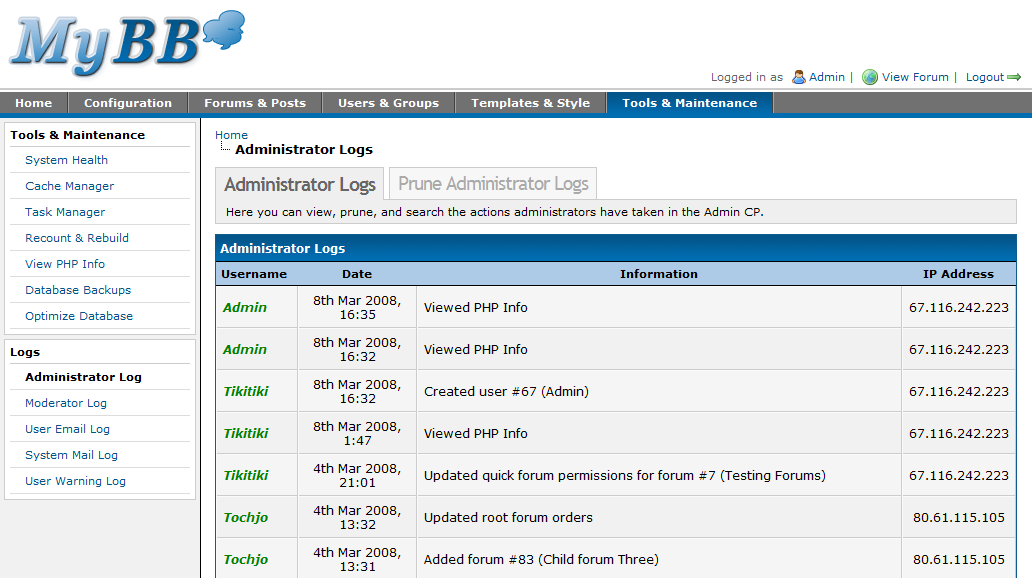 MyBB
Logged in as Admin | View Forum | Logout
Home Configuration Forums & Posts Users & Groups Templates & Style Tools & Maintenance
Tools & Maintenance
System Health
Cache Manager
Task Manager
Recount & Rebuild
View PHP Info
Database Backups
Optimize Database
Logs
Administrator Log
Moderator Log
User Email Log
System Mail Log
User Warning Log
Home
Administrator Logs
Administrator Logs Prune Administrator Logs
Here you can view, prune, and search the actions administrators have taken in the Admin CP.
Administrator Logs
Username Date Information IP Address
Admin 8th Mar 2008, 16:35 Viewed PHP Info 67.116.242.223
Admin 8th Mar 2008, 16:32 Viewed PHP Info 67.116.242.223
Tikitiki 8th Mar 2008, 16:32 Created user #67 (Admin) 67.116.242.223
Tikitiki 8th Mar 2008, 1:47 Viewed PHP Info 67.116.242.223
Tikitiki 4th Mar 2008, 21:01 Updated quick forum permissions for forum #7 (Testing Forums) 67.116.242.223
Tochjo 4th Mar 2008, 13:32 Updated root forum orders 80.61.115.105
Tochjo 4th Mar 2008, 13:31 Added forum #83 (Child forum Three) 80.61.115.105